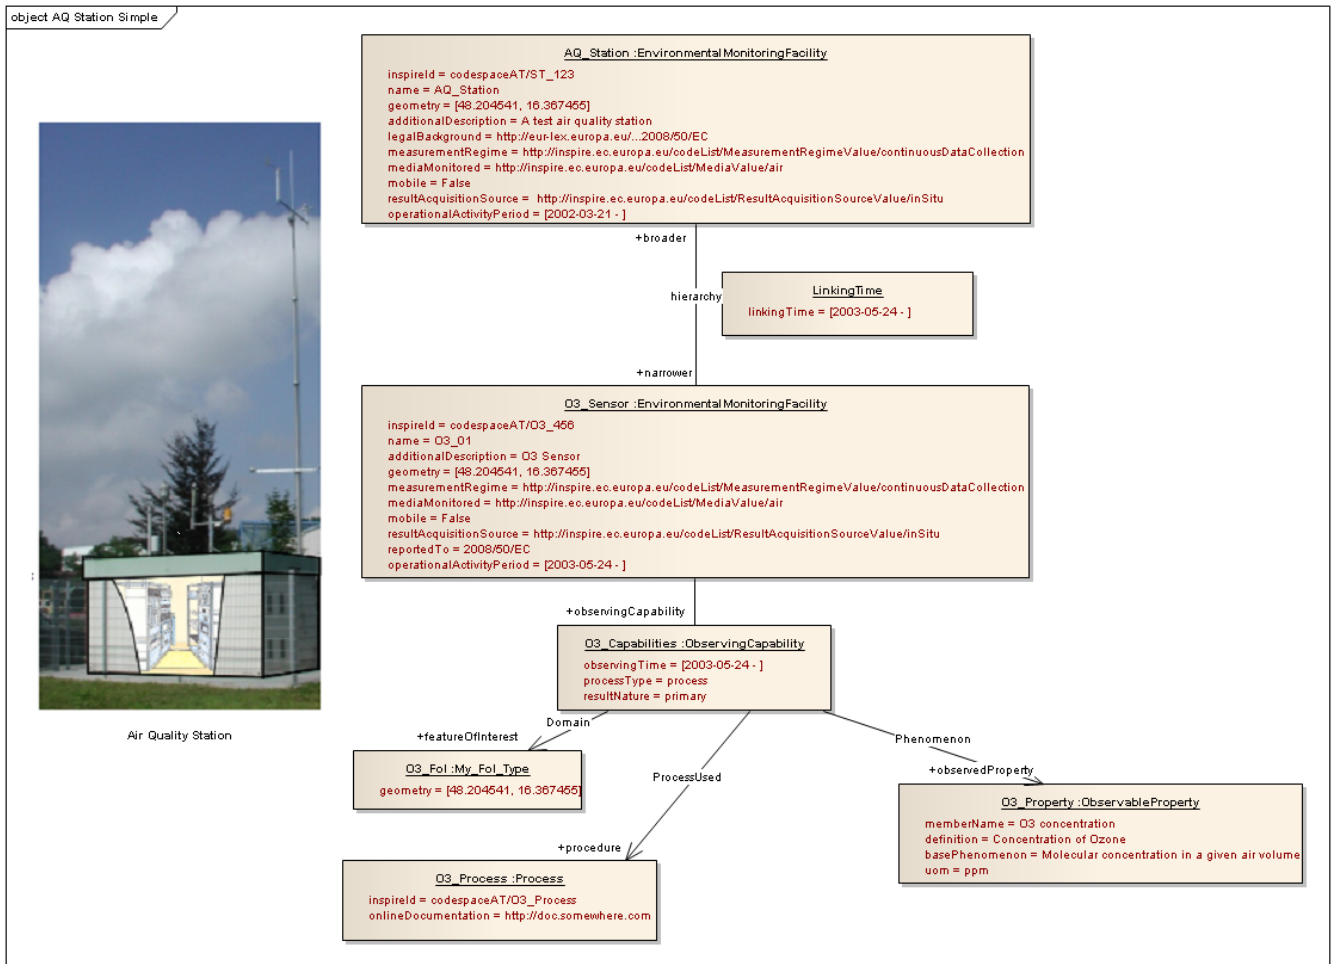 object AQ Station Simple
AQ_Station :EnvironmentalMonitoringFacility
inspireId = codespaceAT/ST_123
name = AQ_Station
geometry = [48.204541, 16.367455]
additionalDescription = A test air quality station
legalBackground = http://eur-lex.europa.eu/...2008/50/EC
measurementRegime = http://inspire.ec.europa.eu/codeList/MeasurementRegimeValue/continuousDataCollection
mediaMonitored = http://inspire.ec.europa.eu/codeList/MediaValue/air
mobile = False
resultAcquisitionSource =  http://inspire.ec.europa.eu/codeList/ResultAcquisitionSourceValue/inSitu
operationalActivityPeriod = [2002-03-21 - ]
+broader
hierarchy
LinkingTime
linkingTime = [2003-05-24 - ]
+narrower
O3_Sensor :EnvironmentalMonitoringFacility
inspireId = codespaceAT/O3_456
name = O3_01
additionalDescription = O3 Sensor
geometry = [48.204541, 16.367455]
measurementRegime = http://inspire.ec.europa.eu/codeList/MeasurementRegimeValue/continuousDataCollection
mediaMonitored = http://inspire.ec.europa.eu/codeList/MediaValue/air
mobile = False
resultAcquisitionSource = http://inspire.ec.europa.eu/codeList/ResultAcquisitionSourceValue/inSitu
reportedTo = 2008/50/EC
operationalActivityPeriod = [2003-05-24 - ]
+observingCapability
O3_Capabilities :ObservingCapability
observingTime = [2003-05-24 - ]
processType = process
resultNature = primary
Air Quality Station
Domain
+featureOfInterest
O3_FoI :My_FoI_Type
geometry = [48.204541, 16.367455]
ProcessUsed
+procedure
O3_Process :Process
inspireId = codespaceAT/O3_Process
onlineDocumentation = http://doc.somewhere.com
Phenomenon
+observedProperty
O3_Property :ObservableProperty
memberName = O3 concentration
definition = Concentration of Ozone
basePhenomenon = Molecular concentration in a given air volume
uom = ppm